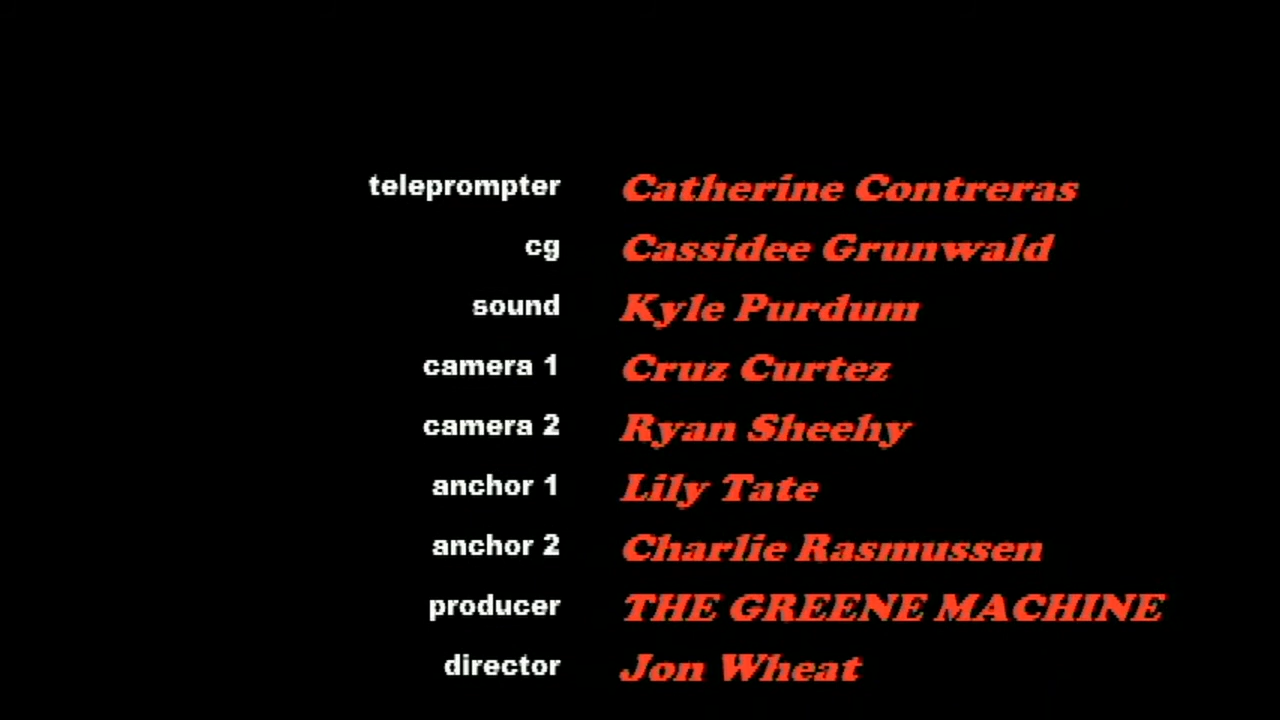 teleprompter Catherine Contreras
cg Cassidee Grunwald
sound Kyle Purdum
camera 1 Cruz Curtez
camera 2 Ryan Sheehy
anchor 1 Lily Tate
anchor 2 Charlie Rasmussen
producer THE GREENE MACHINE
director Jon Wheat